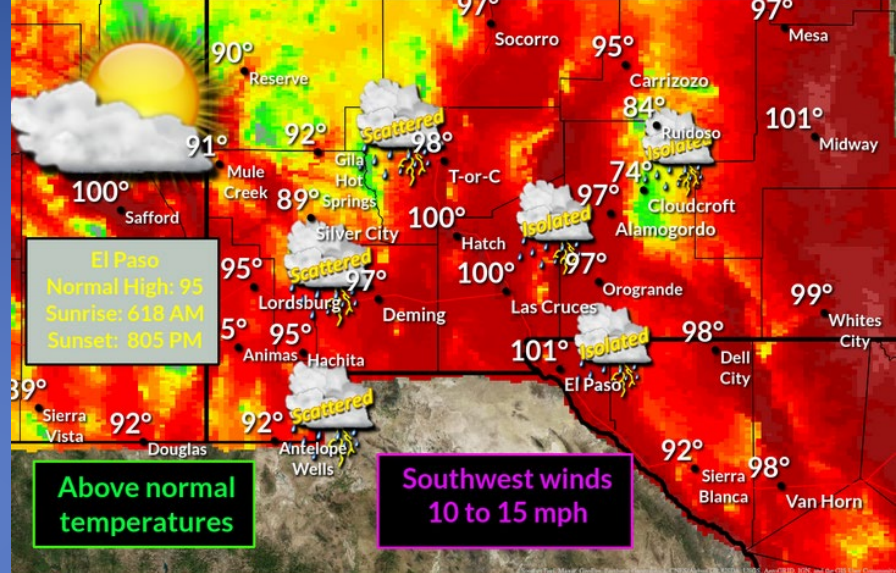 97°
Socorro
97°
Mesa
90°
Reserve
95°
Carrizozo
84°
Ruidoso
Isolated
101°
Midway
91°
Mule
Creek
92°
Gila
Hot
Springs
Scattered
98°
T-or-C
74°
Cloudcroft
100°
Safford
89°
Silver City
Scattered
100°
Hatch
Isolated
97°
Alamogordo
El Paso
Normal High: 95
Sunrise: 618 AM
Sunset: 805 PM
95°
Lordsburg
97°
Deming
100°
Las Cruces
97°
Orogrande
99°
Whites
City
5°
Animas
95°
Hachita
101°
El Paso
Isolated
98°
Dell
City
39°
Sierra
Vista
92°
Douglas
92°
Antelope
Wells
Scattered
92°
Sierra
Blanca
98°
Van Horn
Above normal
temperatures
Southwest winds
10 to 15 mph